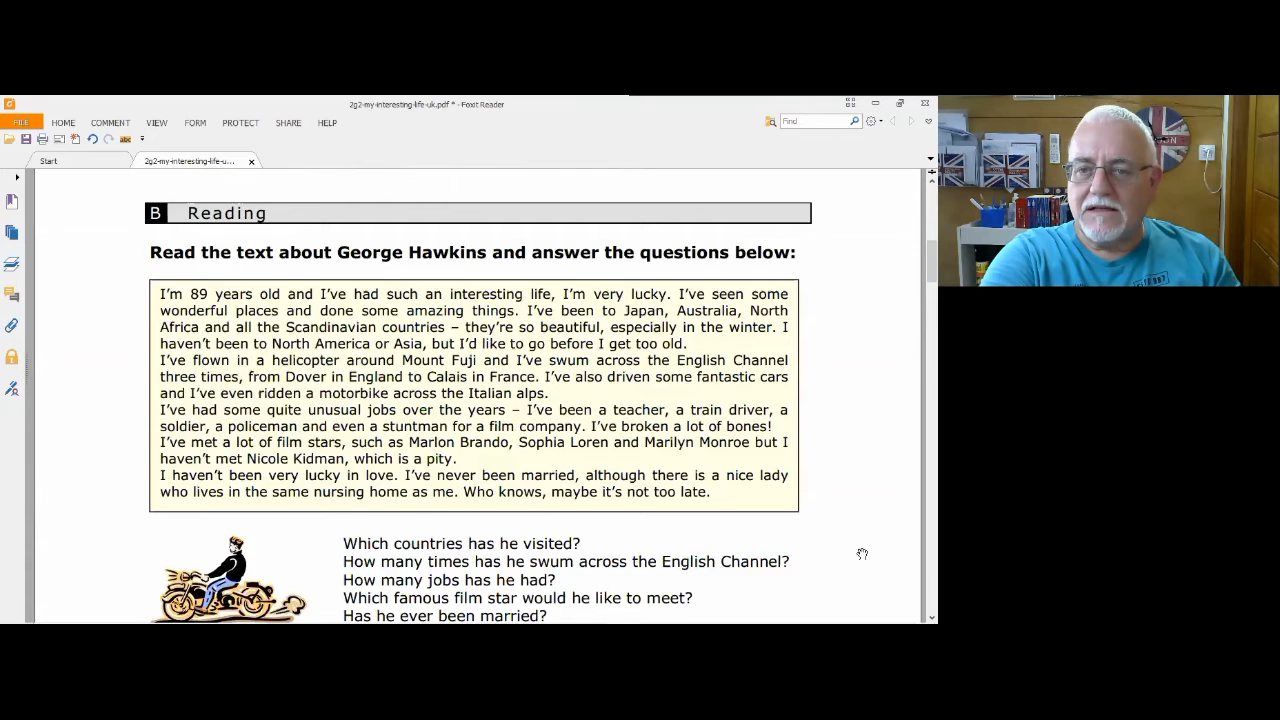 2g2-my-interesting-life-uk.pdf * - Foxit Reader
FILE HOME COMMENT VIEW FORM PROTECT SHARE HELP
Find
Start 2g2-my-interesting-life-u...
B Reading
Read the text about George Hawkins and answer the questions below:
I'm 89 years old and I've had such an interesting life, I'm very lucky. I've seen some
wonderful places and done some amazing things. I've been to Japan, Australia, North
Africa and all the Scandinavian countries – they're so beautiful, especially in the winter. I
haven't been to North America or Asia, but I'd like to go before I get too old.
I've flown in a helicopter around Mount Fuji and I've swum across the English Channel
three times, from Dover in England to Calais in France. I've also driven some fantastic cars
and I've even ridden a motorbike across the Italian alps.
I've had some quite unusual jobs over the years – I've been a teacher, a train driver, a
soldier, a policeman and even a stuntman for a film company. I've broken a lot of bones!
I've met a lot of film stars, such as Marlon Brando, Sophia Loren and Marilyn Monroe but I
haven't met Nicole Kidman, which is a pity.
I haven't been very lucky in love. I've never been married, although there is a nice lady
who lives in the same nursing home as me. Who knows, maybe it's not too late.
Which countries has he visited?
How many times has he swum across the English Channel?
How many jobs has he had?
Which famous film star would he like to meet?
Has he ever been married?